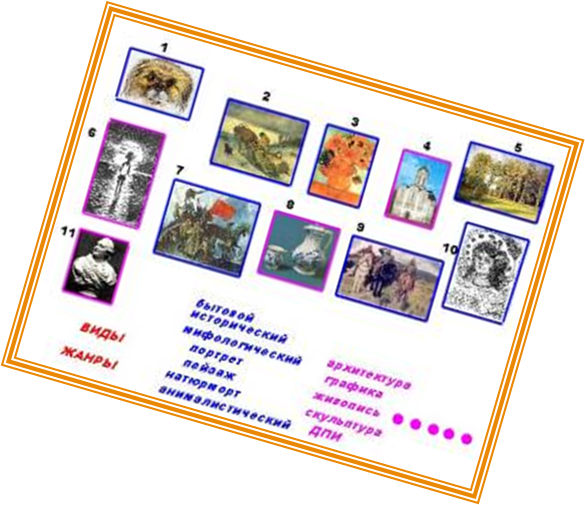 1
2
3
4
5
6
7
8
9
10
11
ВИДЫ
ЖАНРЫ
бытовой
исторический
мифологический
портрет
пейзаж
натюрморт
анималистический
архитектура
графика
живопись
скульптура
ДПИ